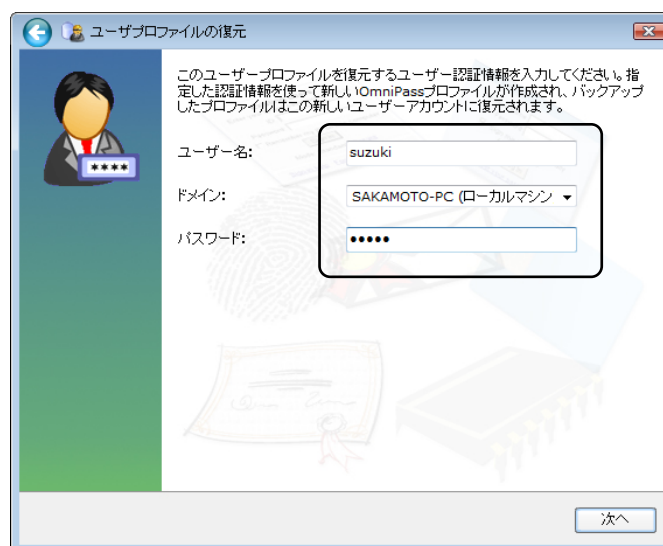 ユーザプロファイルの復元
このユーザープロファイルを復元するユーザー認証情報を入力してください。指
定した認証情報を使って新しいOmniPassプロファイルが作成され、バックアップ
したプロファイルはこの新しいユーザーアカウントに復元されます。
ユーザー名: suzuki
ドメイン: SAKAMOTO-PC (ローカルマシン
パスワード: •••••
****
次へ